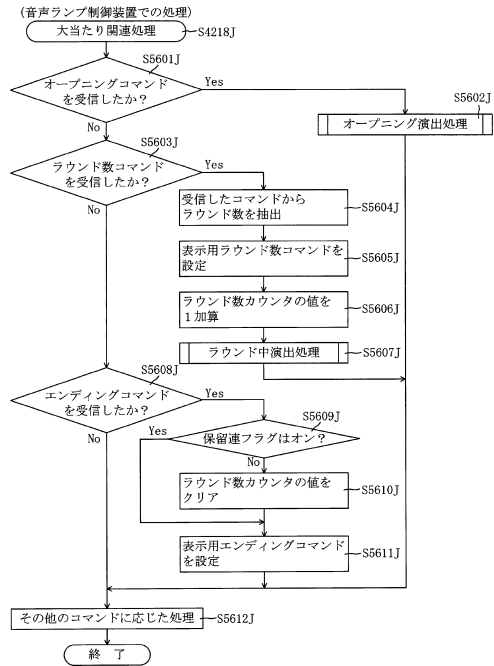 (音声ランプ制御装置での処理)
大当たり関連処理
S4218J
S5601J
オープニングコマンド
を受信したか?
Yes
S5602J
オープニング演出処理
No
S5603J
ラウンド数コマンド
を受信したか?
Yes
No
受信したコマンドから
ラウンド数を抽出
S5604J
表示用ラウンド数コマンドを
設定
S5605J
ラウンド数カウンタの値を
1加算
S5606J
ラウンド中演出処理
S5607J
S5608J
エンディングコマンド
を受信したか?
Yes
No
S5609J
保留連フラグはオン?
Yes
No
ラウンド数カウンタの値を
クリア
S5610J
表示用エンディングコマンド
を設定
S5611J
その他のコマンドに応じた処理
S5612J
終 了